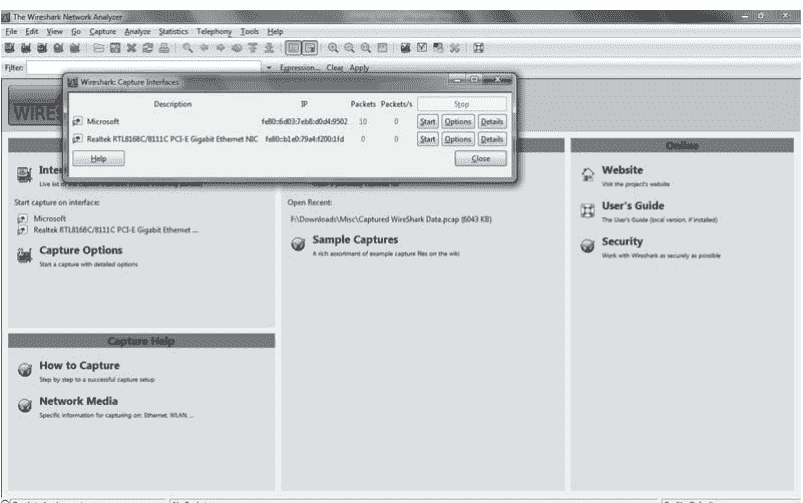 The Wireshark Network Analyzer
File Edit View Go Capture Analyze Statistics Telephony Tools Help
Filter: Expression... Clear Apply
Wireshark: Capture Interfaces
Description IP Packets Packets/s Stop
Microsoft fe80::6d03:7eb8:d0d4:9502 10 0 Start Options Details
Realtek RTL8168C/8111C PCI-E Gigabit Ethernet NIC fe80::b1e0:79a4:f200:1fd 0 0 Start Options Details
Help Close
WIRES
Inte
Start capture on interface:
Microsoft
Realtek RTL8168C/8111C PCI-E Gigabit Ethernet ...
Capture Options
Start a capture with detailed options
Capture Help
How to Capture
Step by step to a successful capture setup
Network Media
Specific information for capturing on: Ethernet, WLAN, ...
Open Recent:
F:\Downloads\Misc\Captured WireShark Data.pcap (6043 KB)
Sample Captures
A rich assortment of example capture files on the wiki
Online
Website
Visit the project's website
User's Guide
The User's Guide (local version, if installed)
Security
Work with Wireshark as securely as possible